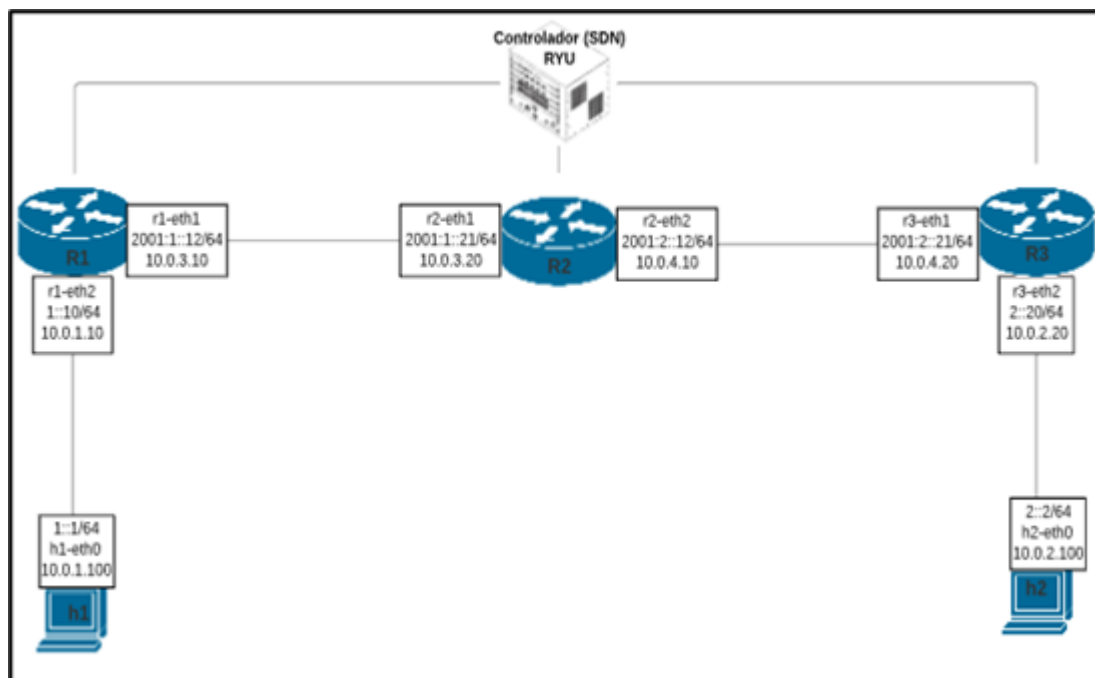 Controlador (SDN)
RYU
r1-eth1
2001:1::12/64
10.0.3.10
r2-eth1
2001:1::21/64
10.0.3.20
r2-eth2
2001:2::12/64
10.0.4.10
r3-eth1
2001:2::21/64
10.0.4.20
R1
R2
R3
r1-eth2
1::10/64
10.0.1.10
r3-eth2
2::20/64
10.0.2.20
1::1/64
h1-eth0
10.0.1.100
h1
2::2/64
h2-eth0
10.0.2.100
h2